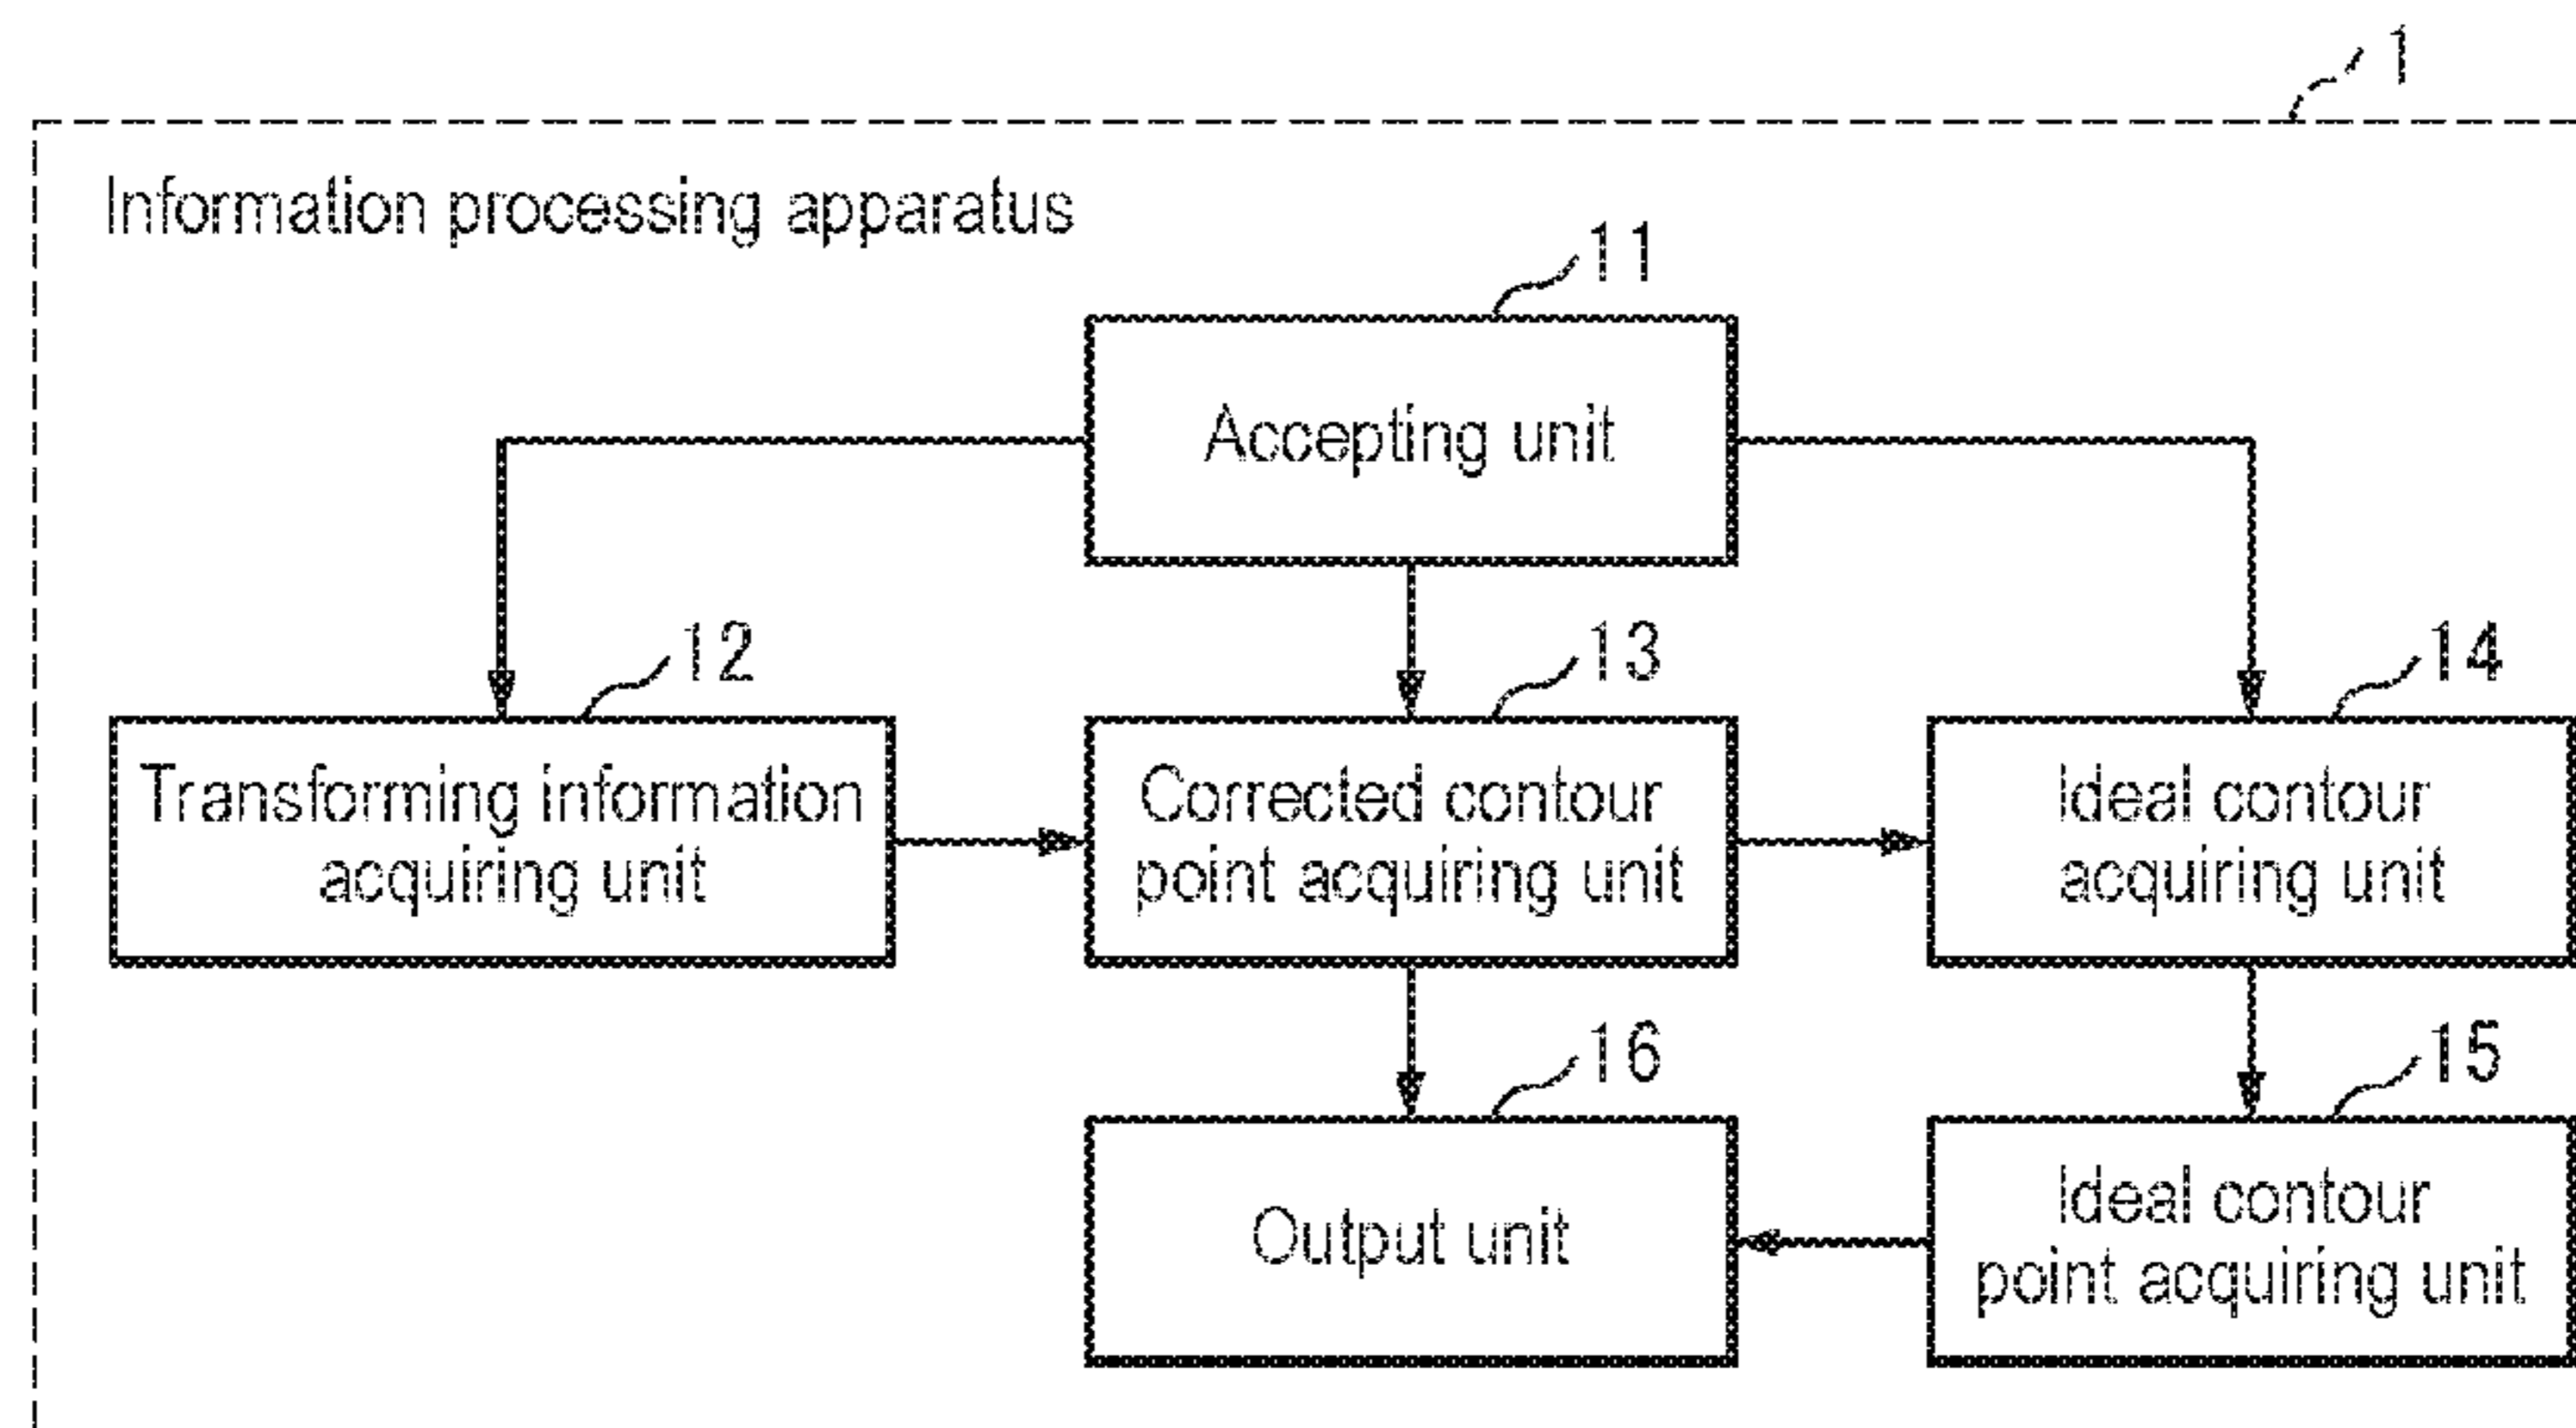 1
Information processing apparatus
11
Accepting unit
12
13
14
Transforming information
acquiring unit
Corrected contour
point acquiring unit
Ideal contour
acquiring unit
16
15
Output unit
Ideal contour
point acquiring unit